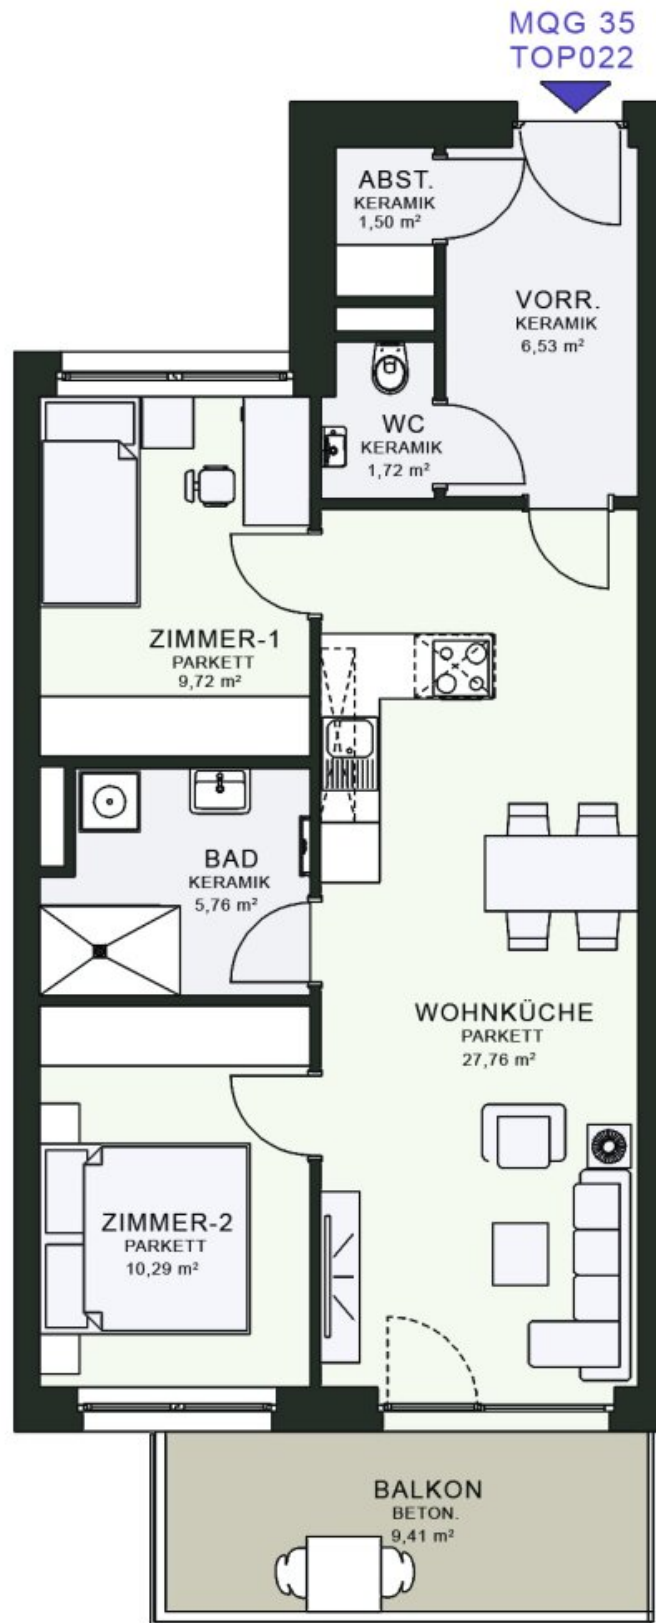 MQG 35
TOP022
ABST.
KERAMIK
1,50 m²
VORR.
KERAMIK
6,53 m²
WC
KERAMIK
1,72 m²
ZIMMER-1
PARKETT
9,72 m²
BAD
KERAMIK
5,76 m²
WOHNKÜCHE
PARKETT
27,76 m²
ZIMMER-2
PARKETT
10,29 m²
BALKON
BETON.
9,41 m²